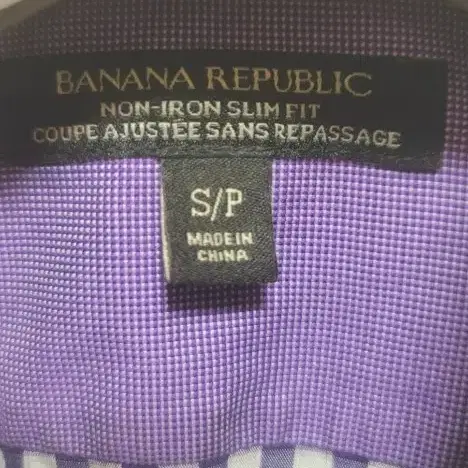 BANANA REPUBLIC
NON-IRON SLIM FIT
COUPE AJUSTÉE SANS REPASSAGE
S/P
MADE IN
CHINA